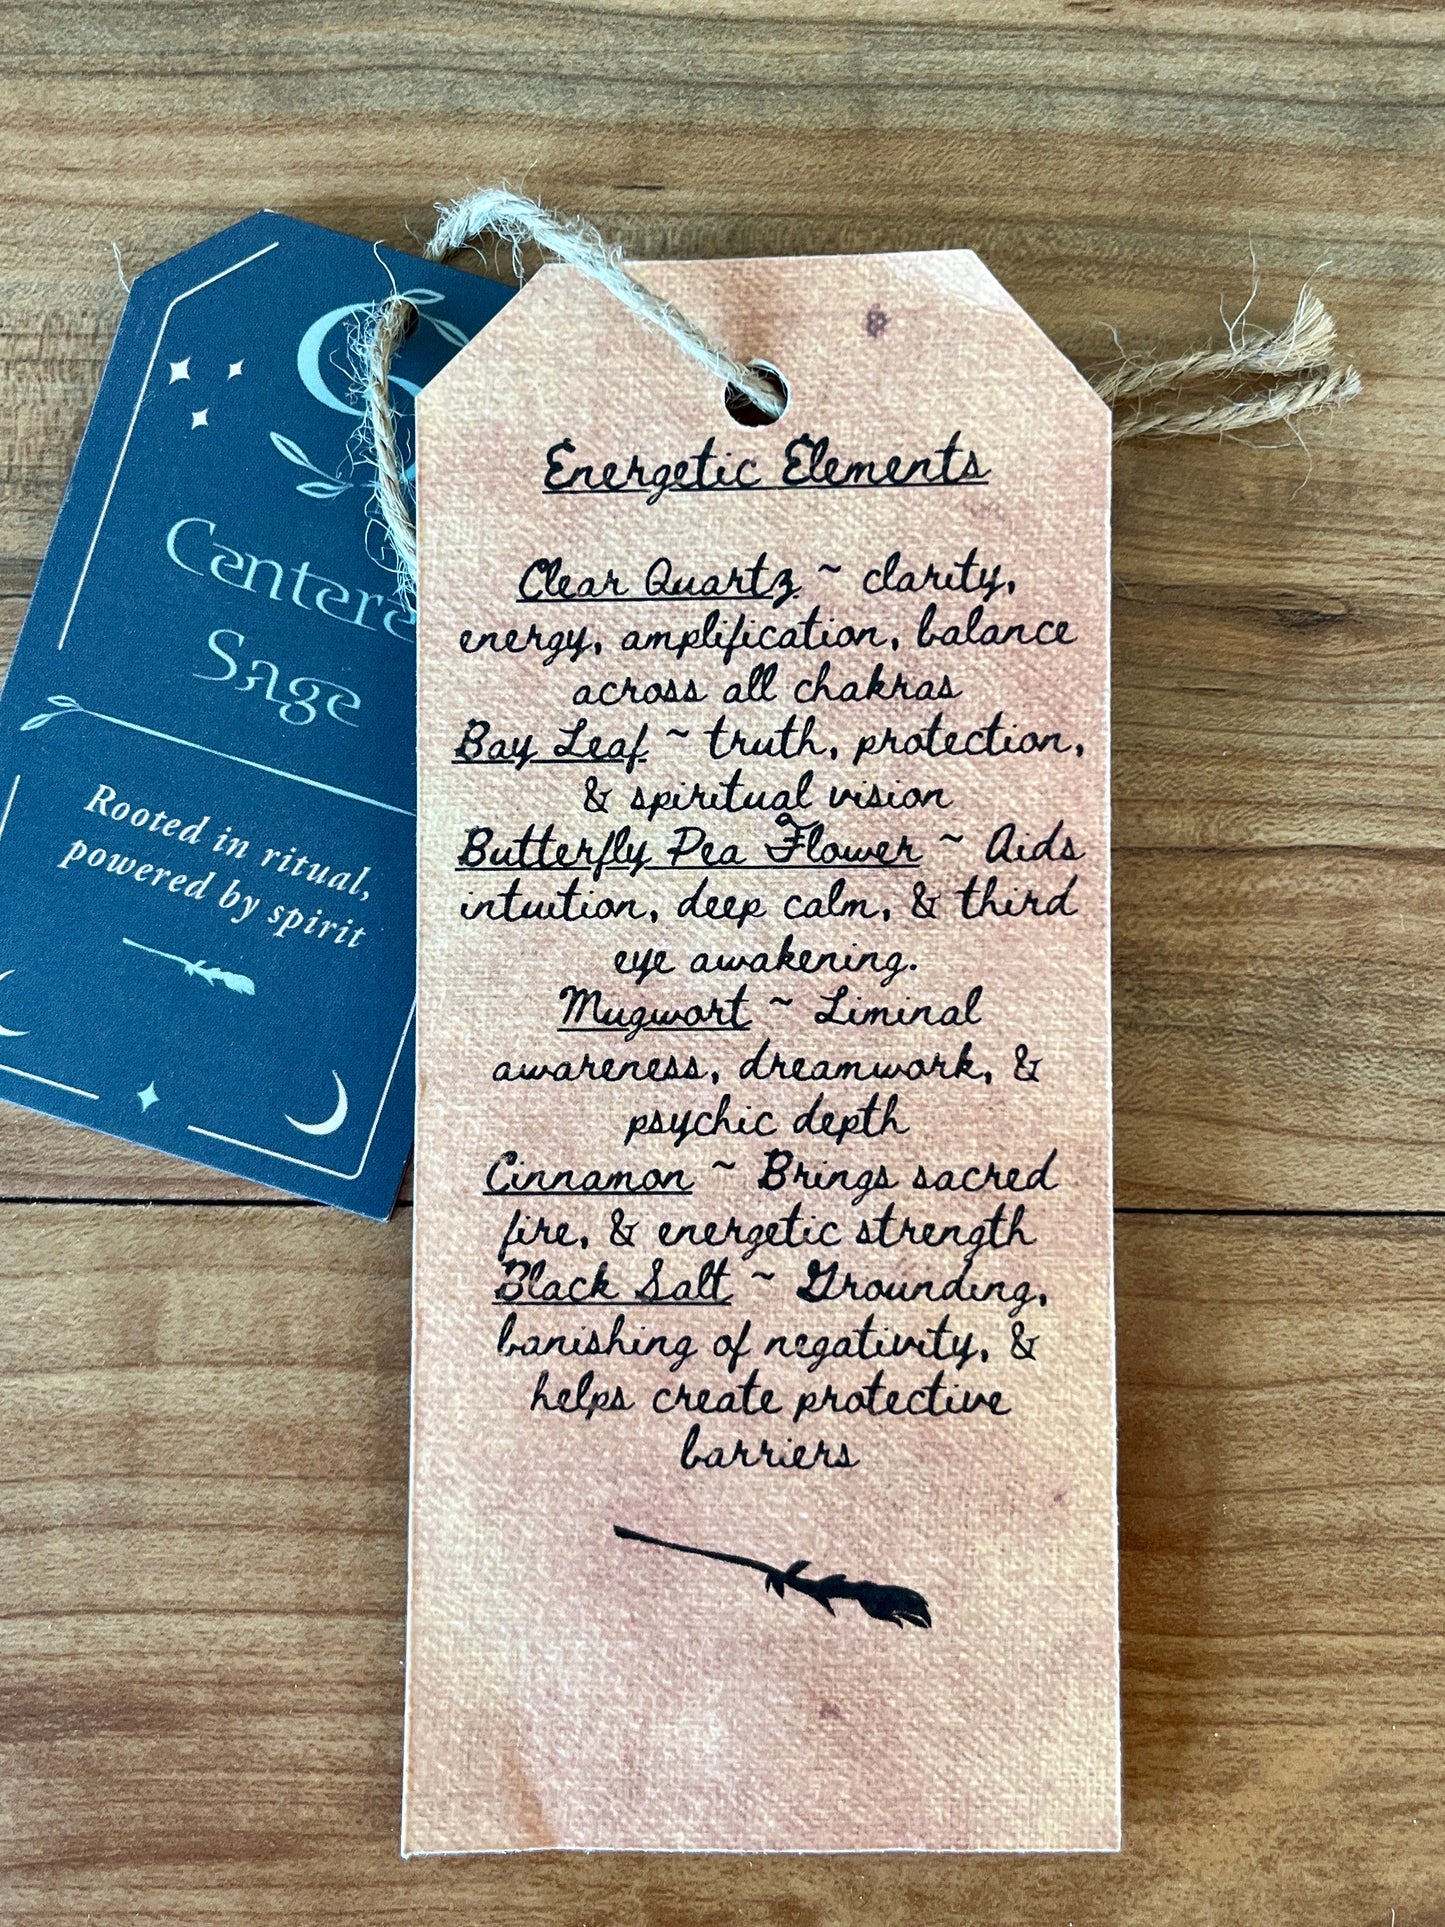 Centere
Sage
Rooted in ritual,
powered by spirit
Energetic Elements
Clear Quartz ~ clarity,
energy, amplification, balance
across all chakras
Bay Leaf ~ truth, protection,
& spiritual vision
Butterfly Pea Flower ~ Aids
intuition, deep calm, & third
eye awakening.
Mugwort ~ Liminal
awareness, dreamwork, &
psychic depth
Cinnamon ~ Brings sacred
fire, & energetic strength
Black Salt ~ Grounding,
banishing of negativity, &
helps create protective
barriers